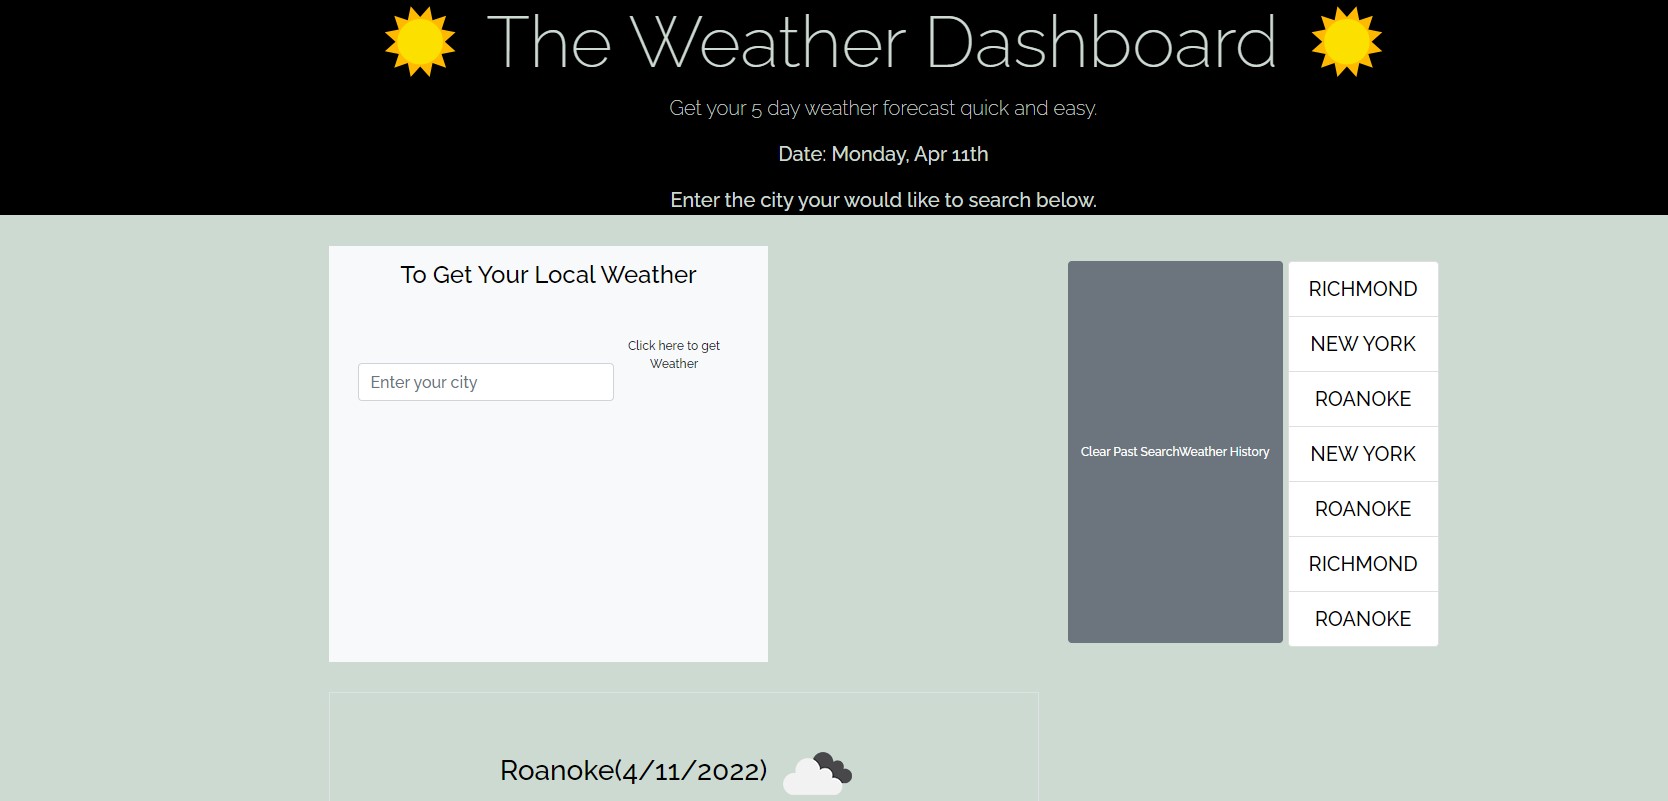 The Weather Dashboard
Get your 5 day weather forecast quick and easy.
Date: Monday, Apr 11th
Enter the city your would like to search below.
To Get Your Local Weather
Click here to get
Weather
Enter your city
Clear Past SearchWeather History
RICHMOND
NEW YORK
ROANOKE
NEW YORK
ROANOKE
RICHMOND
ROANOKE
Roanoke(4/11/2022)